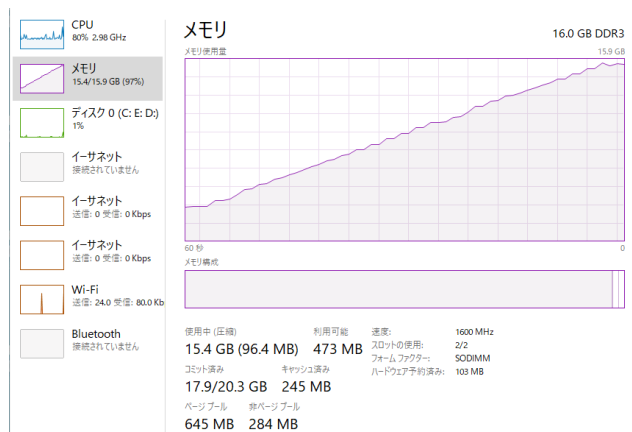 CPU
80% 2.98 GHz
メモリ
15.4/15.9 GB (97%)
ディスク 0 (C: E: D:)
1%
イーサネット
接続されていません
イーサネット
送信: 0 受信: 0 Kbps
イーサネット
送信: 0 受信: 0 Kbps
Wi-Fi
送信: 24.0 受信: 80.0 Kb
Bluetooth
接続されていません
メモリ
16.0 GB DDR3
メモリ使用量
15.9 GB
60 秒
0
メモリ構成
使用中 (圧縮)
15.4 GB (96.4 MB)
利用可能
473 MB
コミット済み
17.9/20.3 GB
キャッシュ済み
245 MB
ページ プール
645 MB
非ページ プール
284 MB
速度: 1600 MHz
スロットの使用: 2/2
フォーム ファクター: SODIMM
ハードウェア予約済み: 103 MB